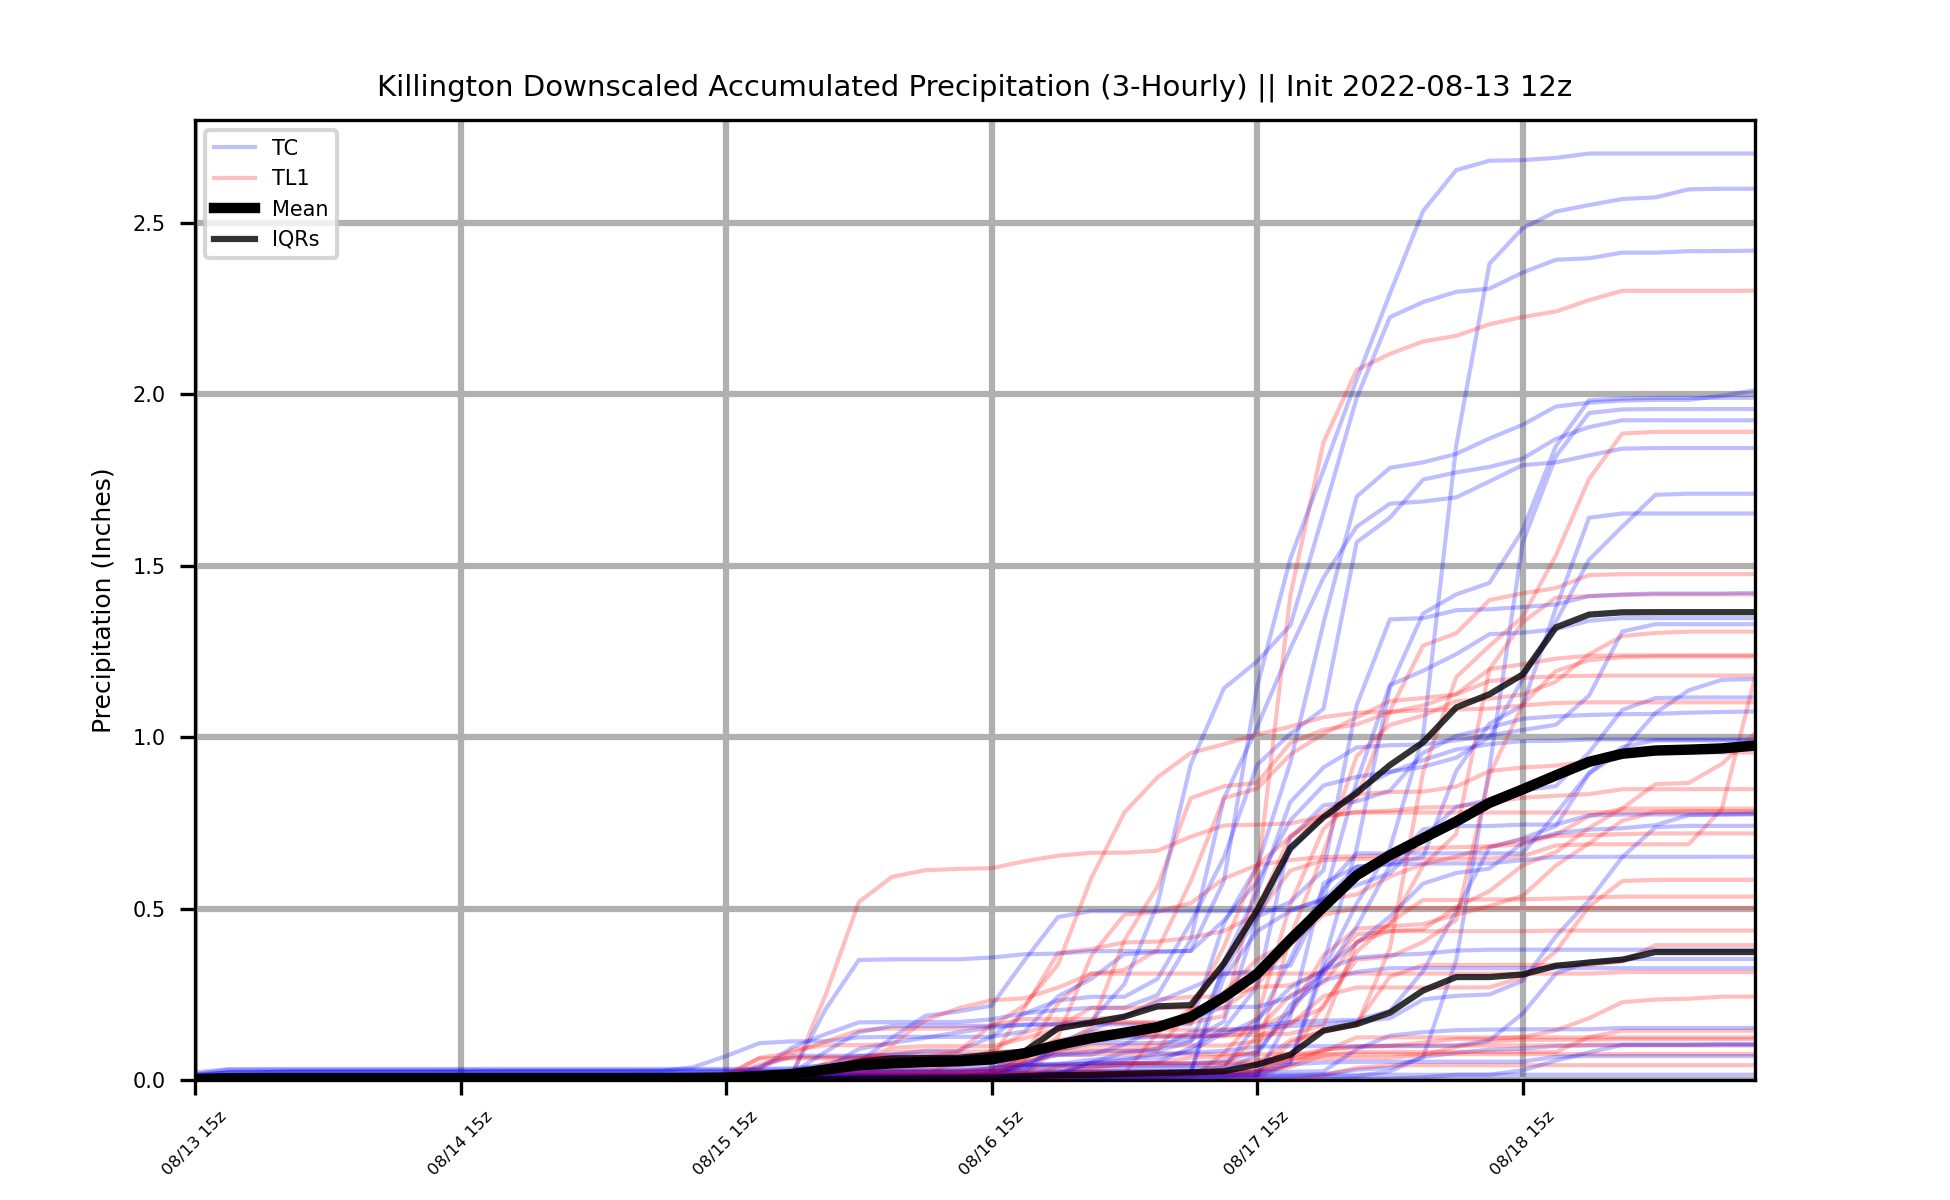 Killington Downscaled Accumulated Precipitation (3-Hourly) || Init 2022-08-13 12z
TC
TL1
Mean
IQRs
Precipitation (Inches)
2.5
2.0
1.5
1.0
0.5
0.0
08/13 15z
08/14 15z
08/15 15z
08/16 15z
08/17 15z
08/18 15z